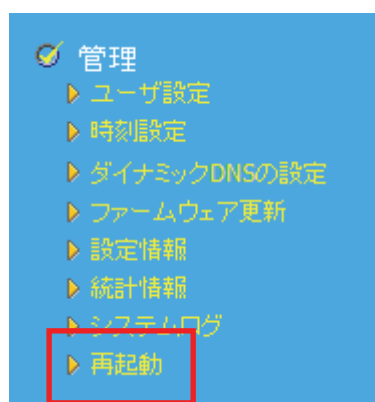 管理
ユーザ設定
時刻設定
ダイナミックDNSの設定
ファームウェア更新
設定情報
統計情報
システムログ
再起動